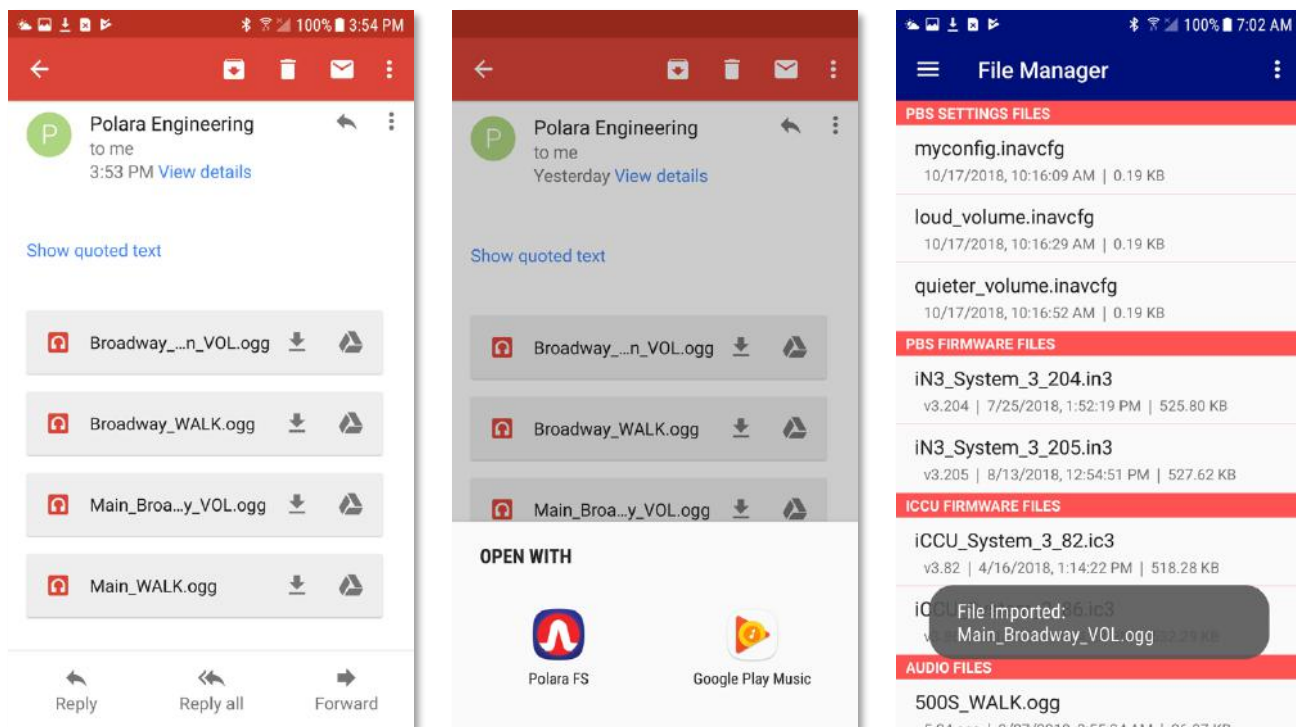 100% 3:54 PM
P
Polara Engineering
to me
3:53 PM View details
Show quoted text
Broadway_...n_VOL.ogg
Broadway_WALK.ogg
Main_Broa...y_VOL.ogg
Main_WALK.ogg
Reply
Reply all
Forward
P
Polara Engineering
to me
Yesterday View details
Show quoted text
Broadway_...n_VOL.ogg
Broadway_WALK.ogg
Main_Broa...y_VOL.ogg
OPEN WITH
Polara FS
Google Play Music
100% 7:02 AM
File Manager
PBS SETTINGS FILES
myconfig.inavcfg
10/17/2018, 10:16:09 AM | 0.19 KB
loud_volume.inavcfg
10/17/2018, 10:16:29 AM | 0.19 KB
quieter_volume.inavcfg
10/17/2018, 10:16:52 AM | 0.19 KB
PBS FIRMWARE FILES
iN3_System_3_204.in3
v3.204 | 7/25/2018, 1:52:19 PM | 525.80 KB
iN3_System_3_205.in3
v3.205 | 8/13/2018, 12:54:51 PM | 527.62 KB
ICCU FIRMWARE FILES
iCCU_System_3_82.ic3
v3.82 | 4/16/2018, 1:14:22 PM | 518.28 KB
File Imported:
Main_Broadway_VOL.ogg
AUDIO FILES
500S_WALK.ogg